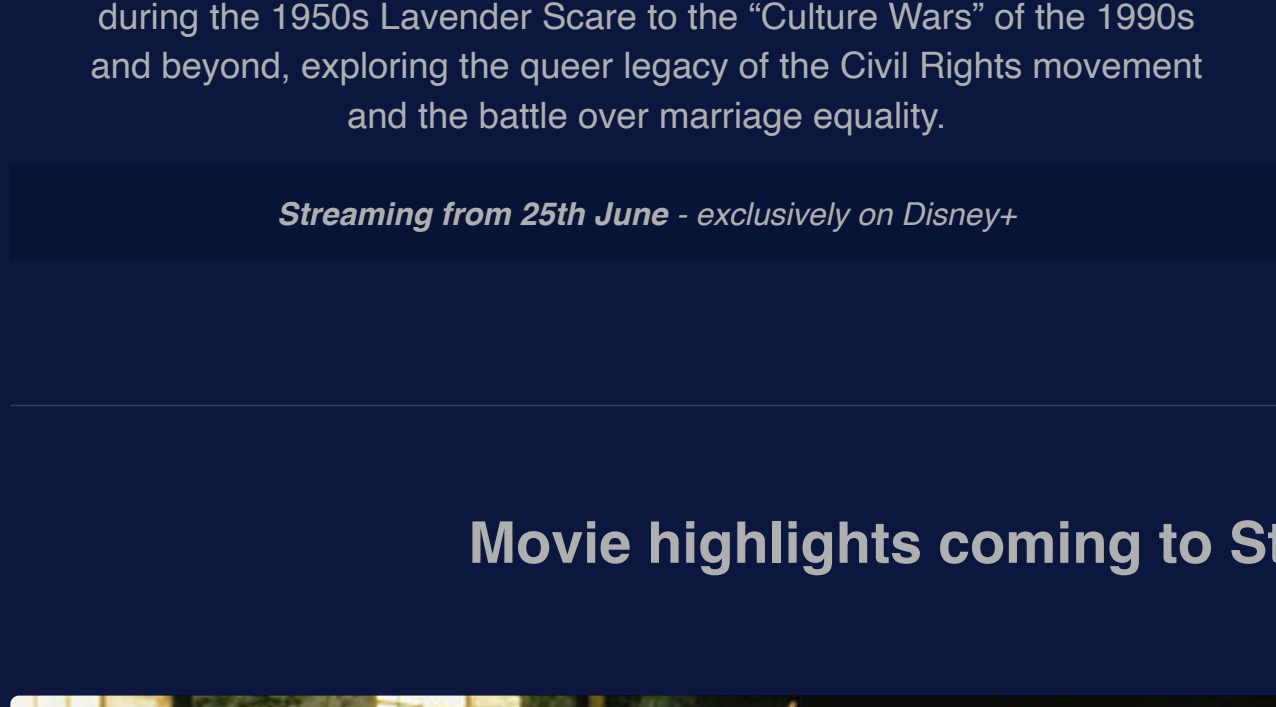 during the 1950s Lavender Scare to the “Culture Wars” of the 1990s
and beyond, exploring the queer legacy of the Civil Rights movement
and the battle over marriage equality.
Streaming from 25th June - exclusively on Disney+
Movie highlights coming to